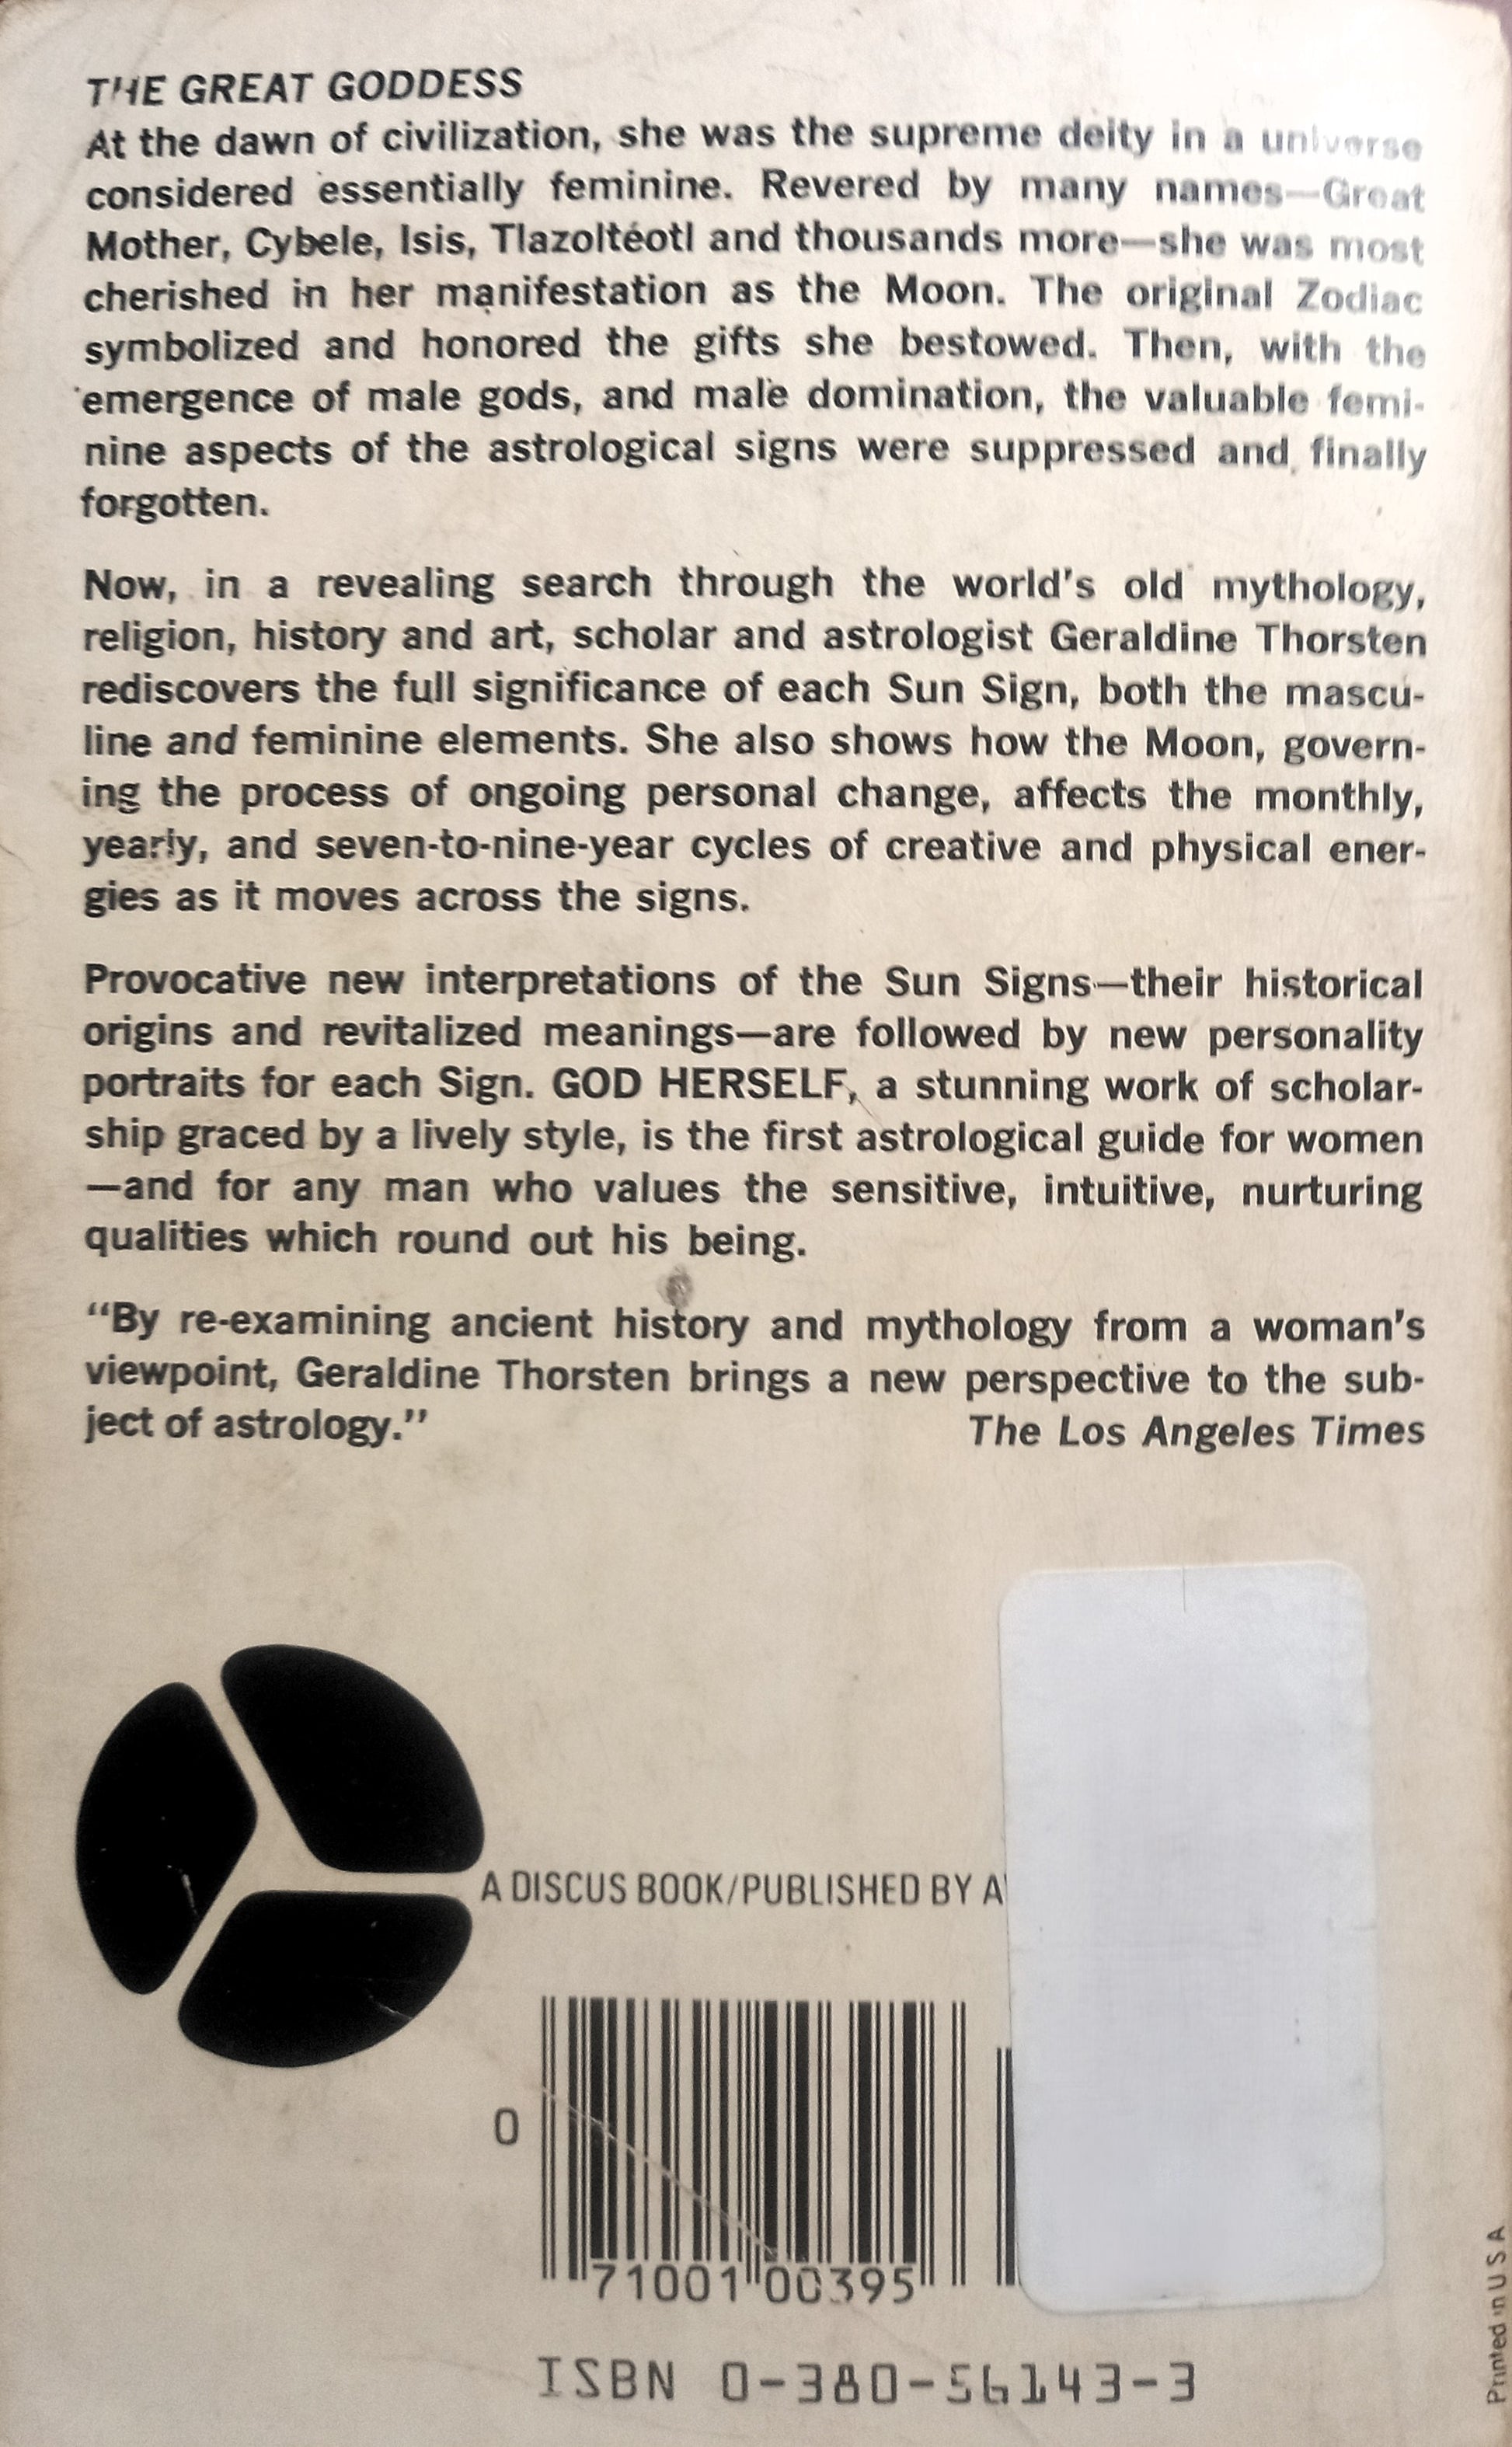 THE GREAT GODDESS
At the dawn of civilization, she was the supreme deity in a universe
considered essentially feminine. Revered by many names—Great
Mother, Cybele, Isis, Tlazoltéotl and thousands more—she was most
cherished in her manifestation as the Moon. The original Zodiac
symbolized and honored the gifts she bestowed. Then, with the
emergence of male gods, and male domination, the valuable femi-
nine aspects of the astrological signs were suppressed and finally
forgotten.
Now, in a revealing search through the world's old mythology,
religion, history and art, scholar and astrologist Geraldine Thorsten
rediscovers the full significance of each Sun Sign, both the mascu-
line and feminine elements. She also shows how the Moon, govern-
ing the process of ongoing personal change, affects the monthly,
yearly, and seven-to-nine-year cycles of creative and physical ener-
gies as it moves across the signs.
Provocative new interpretations of the Sun Signs—their historical
origins and revitalized meanings—are followed by new personality
portraits for each Sign. GOD HERSELF, a stunning work of scholar-
ship graced by a lively style, is the first astrological guide for women
—and for any man who values the sensitive, intuitive, nurturing
qualities which round out his being.
"By re-examining ancient history and mythology from a woman's
viewpoint, Geraldine Thorsten brings a new perspective to the sub-
ject of astrology." The Los Angeles Times
A DISCUS BOOK/PUBLISHED BY
0
71001 00395
ISBN 0-380-56143-3
Printed in U S A